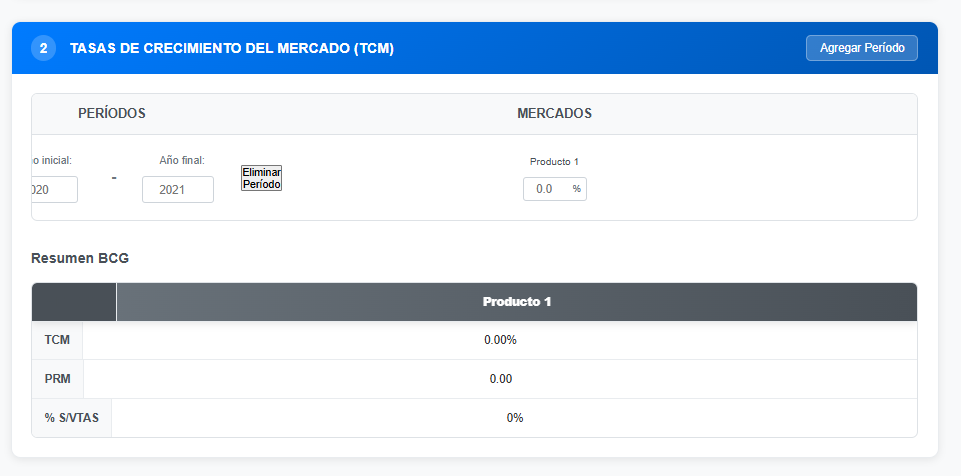 2 TASAS DE CRECIMIENTO DEL MERCADO (TCM) Agregar Período
PERÍODOS MERCADOS
o inicial: Año final: Producto 1
020 - 2021 Eliminar Período 0.0 %
Resumen BCG
Producto 1
TCM 0.00%
PRM 0.00
% S/VTAS 0%